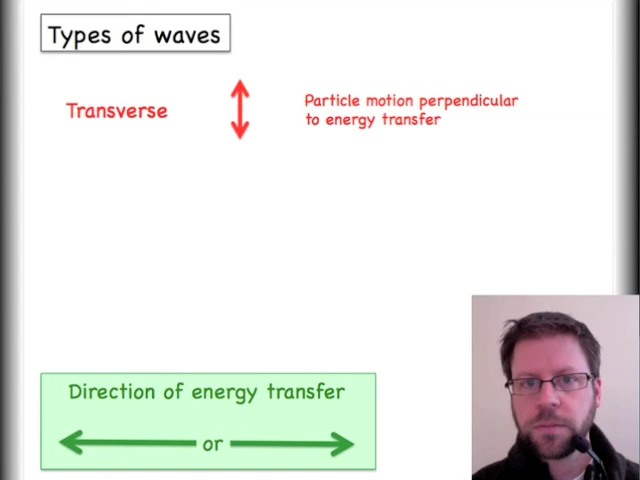 Types of waves
Transverse
Particle motion perpendicular
to energy transfer
Direction of energy transfer
or